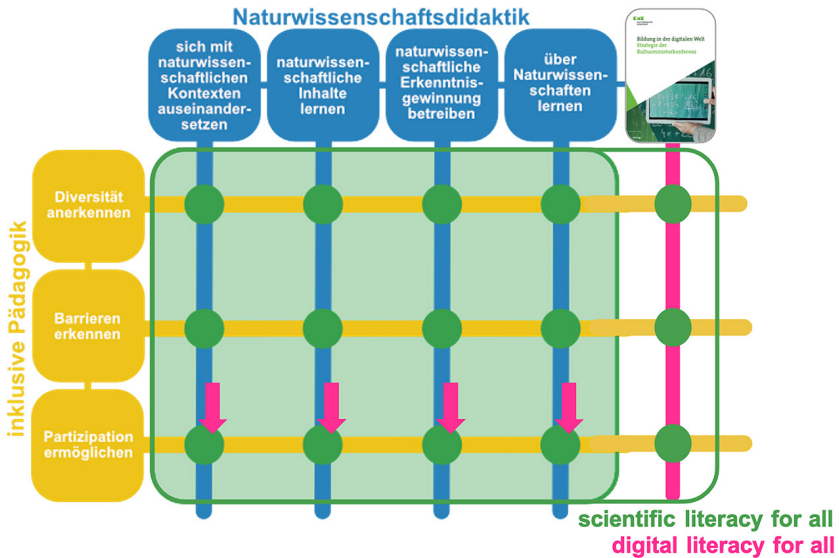 Naturwissenschaftsdidaktik
sich mit
naturwissen-
schaftlichen
Kontexten
auseinander-
setzen
naturwissen-
schaftliche
Inhalte
lernen
naturwissen-
schaftliche
Erkenntnis-
gewinnung
betreiben
über
Naturwissen-
schaften
lernen
Bildung in der digitalen Welt
Strategie der
Kultusministerkonferenz
inklusive Pädagogik
Diversität
anerkennen
Barrieren
erkennen
Partizipation
ermöglichen
scientific literacy for all
digital literacy for all